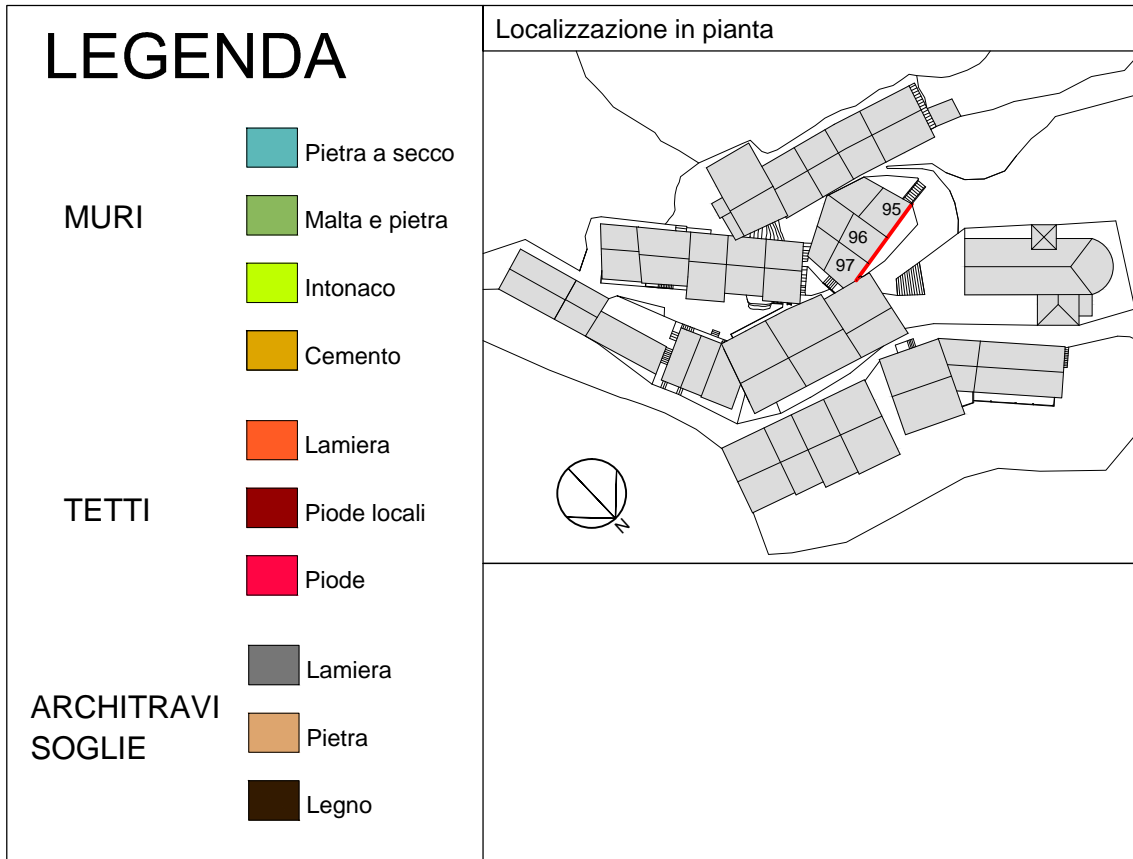 LEGENDA
Pietra a secco
MURI
Malta e pietra
Intonaco
Cemento
Lamiera
TETTI
Piode locali
Piode
Lamiera
ARCHITRAVI
SOGLIE
Pietra
Legno
Localizzazione in pianta
95
96
97
N